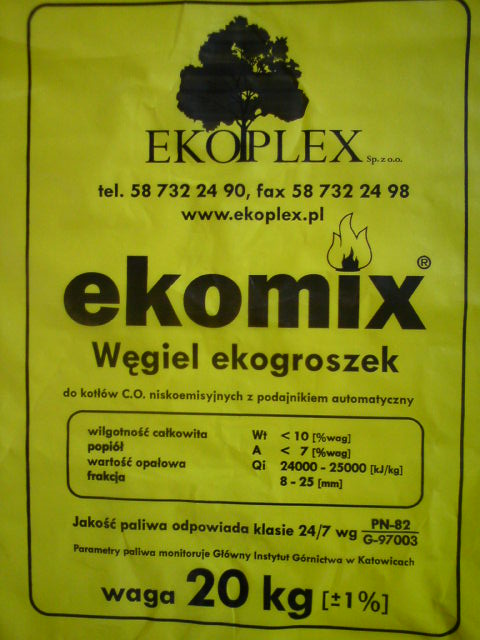 EKOPLEX Sp. z o.o.
tel. 58 732 24 90, fax 58 732 24 98
www.ekoplex.pl
ekomix®
Węgiel ekogroszek
do kotłów C.O. niskoemisyjnych z podajnikiem automatyczny
wilgotność całkowita Wt < 10 [%wag]
popiół A < 7 [%wag]
wartość opałowa Qi 24000 - 25000 [kJ/kg]
frakcja 8 - 25 [mm]
Jakość paliwa odpowiada klasie 24/7 wg PN-82/G-97003
Parametry paliwa monitoruje Główny Instytut Górnictwa w Katowicach
waga 20 kg [±1%]